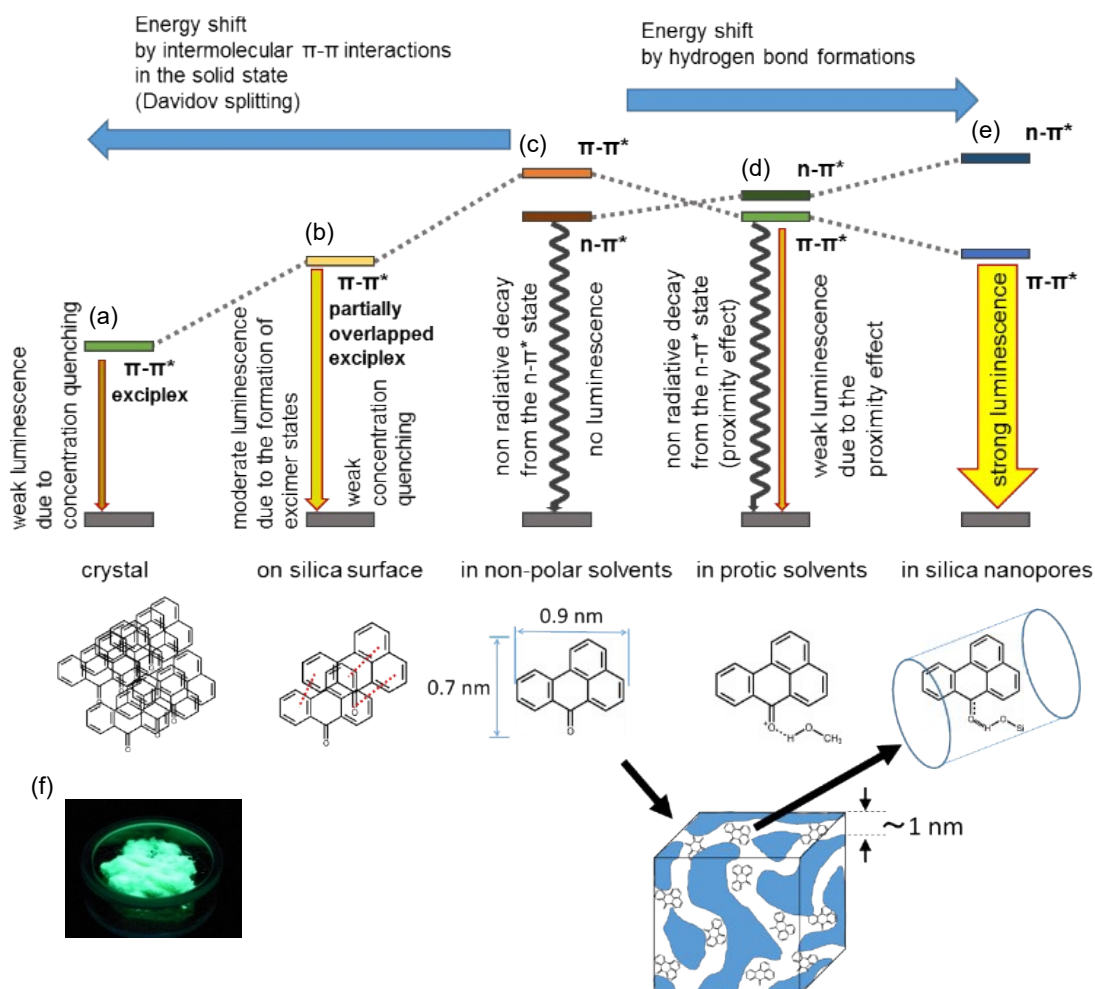 Energy shift
by intermolecular π-π interactions
in the solid state
(Davidov splitting)
Energy shift
by hydrogen bond formations
(a)
π-π*
exciplex
weak luminescence
due to
concentration quenching
(b)
π-π*
partially
overlapped
exciplex
moderate luminescence
due to the formation of
excimer states
weak
concentration
quenching
(c)
π-π*
n-π*
non radiative decay
from the n-π* state
no luminescence
(d)
n-π*
π-π*
non radiative decay
from the n-π* state
(proximity effect)
weak luminescence
due to the
proximity effect
(e)
n-π*
π-π*
strong luminescence
crystal
on silica surface
in non-polar solvents
in protic solvents
in silica nanopores
0.9 nm
0.7 nm
O
O
O
O
O
H
O
CH3
O
H
O
Si
(f)
~1 nm